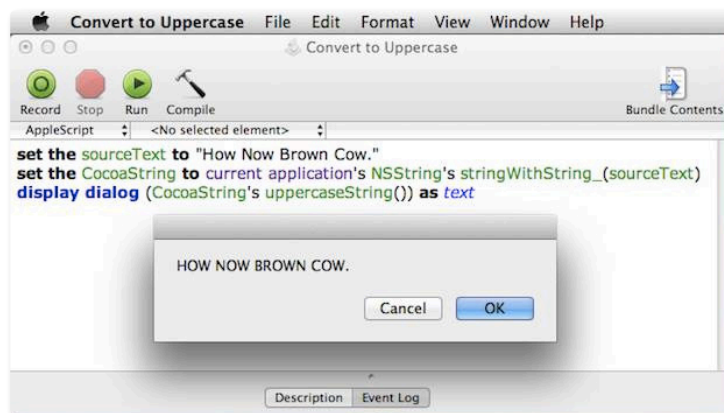 Convert to Uppercase File Edit Format View Window Help
Convert to Uppercase
Record Stop Run Compile Bundle Contents
AppleScript <No selected element>
set the sourceText to "How Now Brown Cow."
set the CocoaString to current application's NSString's stringWithString_(sourceText)
display dialog (CocoaString's uppercaseString()) as text
HOW NOW BROWN COW.
Cancel OK
Description Event Log